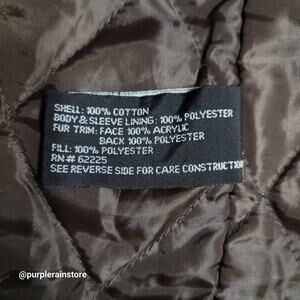 SHELL: 100% COTTON
BODY & SLEEVE LINING: 100% POLYESTER
FUR TRIM: FACE 100% ACRYLIC
BACK 100% POLYESTER
FILL: 100% POLYESTER
RN# 62225
SEE REVERSE SIDE FOR CARE CONSTRUCTION
@purplerainstore